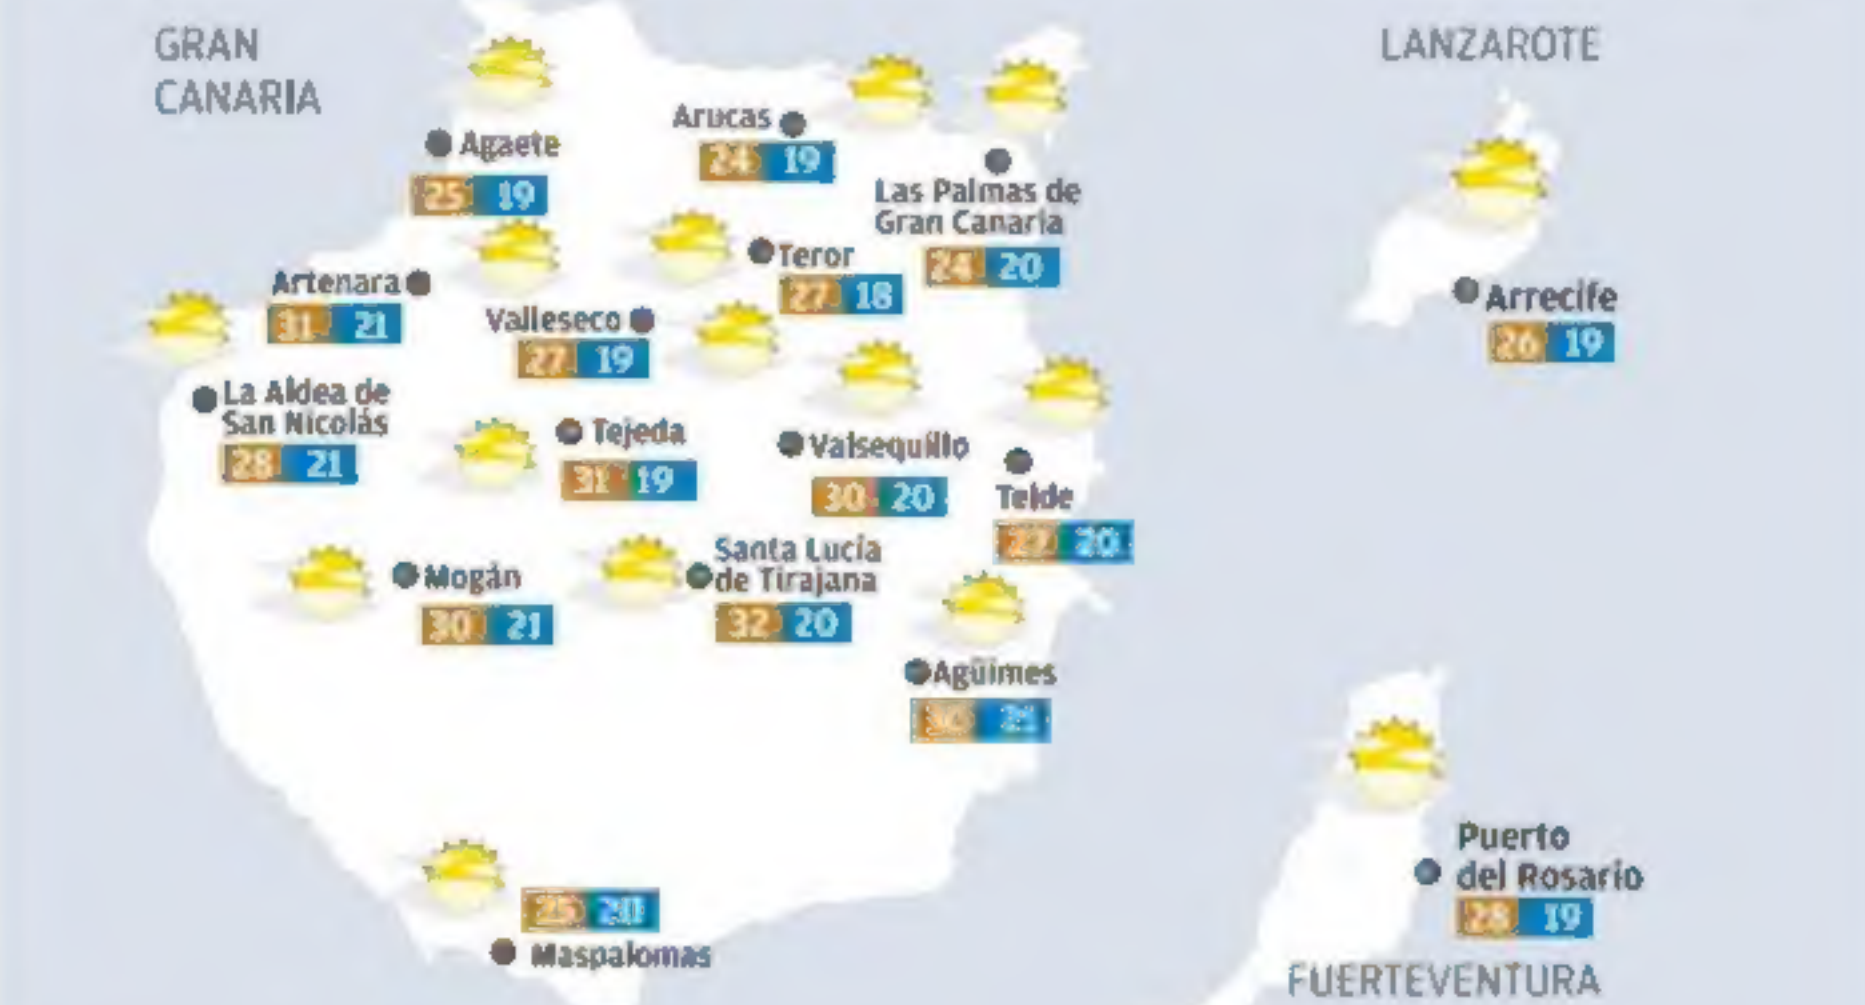 GRAN
CANARIA
LANZAROTE
Agaete
25 19
Arucas
24 19
Las Palmas de
Gran Canaria
24 20
Teror
27 18
Artenara
31 21
Valleseco
27 19
Arrecife
26 19
La Aldea de
San Nicolás
28 21
Tejeda
31 19
Valsequillo
30 20
Telde
27 20
Mogán
30 21
Santa Lucía
de Tirajana
32 20
Agüimes
Maspalomas
Puerto
del Rosario
28 19
FUERTEVENTURA